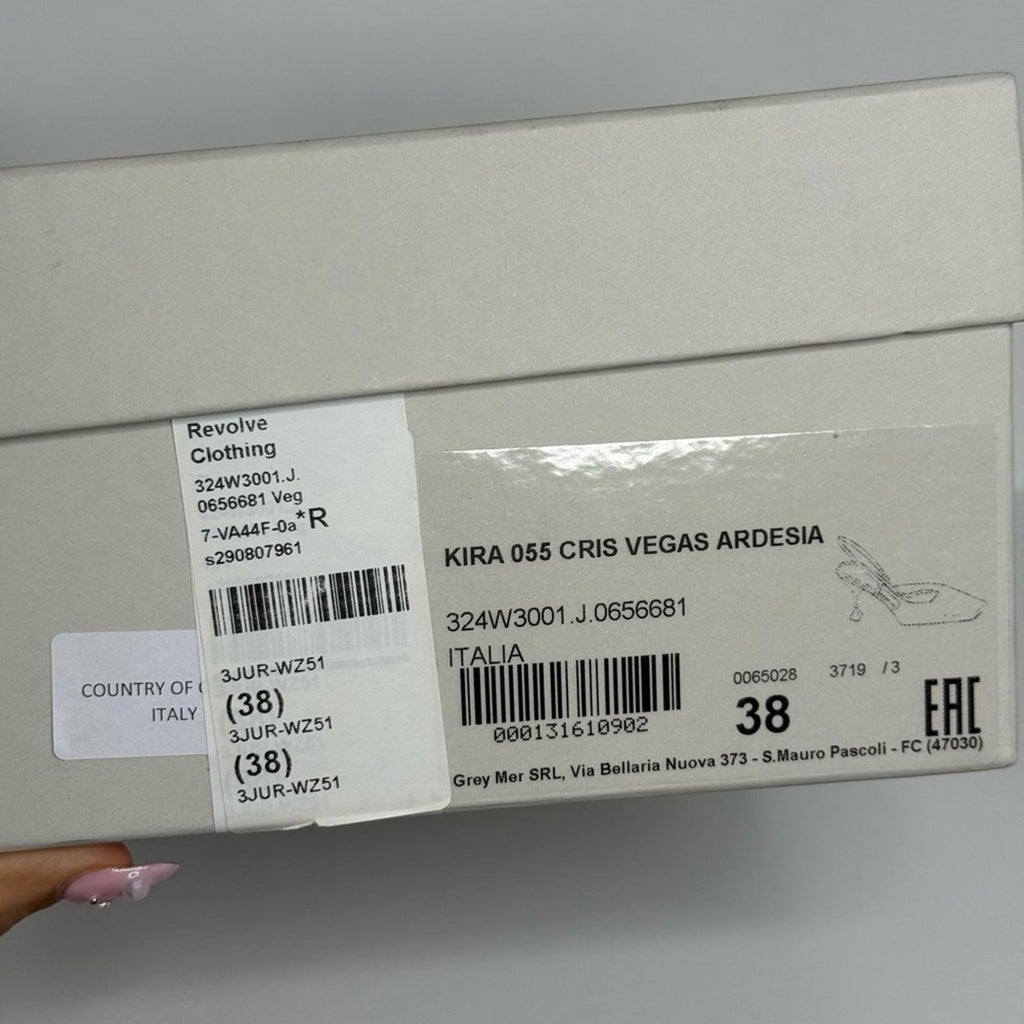 Revolve
Clothing
324W3001.J.
0656681 Veg
7-VA44F-0a*R
s290807961
3JUR-WZ51
(38)
3JUR-WZ51
(38)
3JUR-WZ51
COUNTRY OF
ITALY
KIRA 055 CRIS VEGAS ARDESIA
324W3001.J.0656681
ITALIA
000131610902
0065028 3719 /3
38
EAC
Grey Mer SRL, Via Bellaria Nuova 373 - S.Mauro Pascoli - FC (47030)